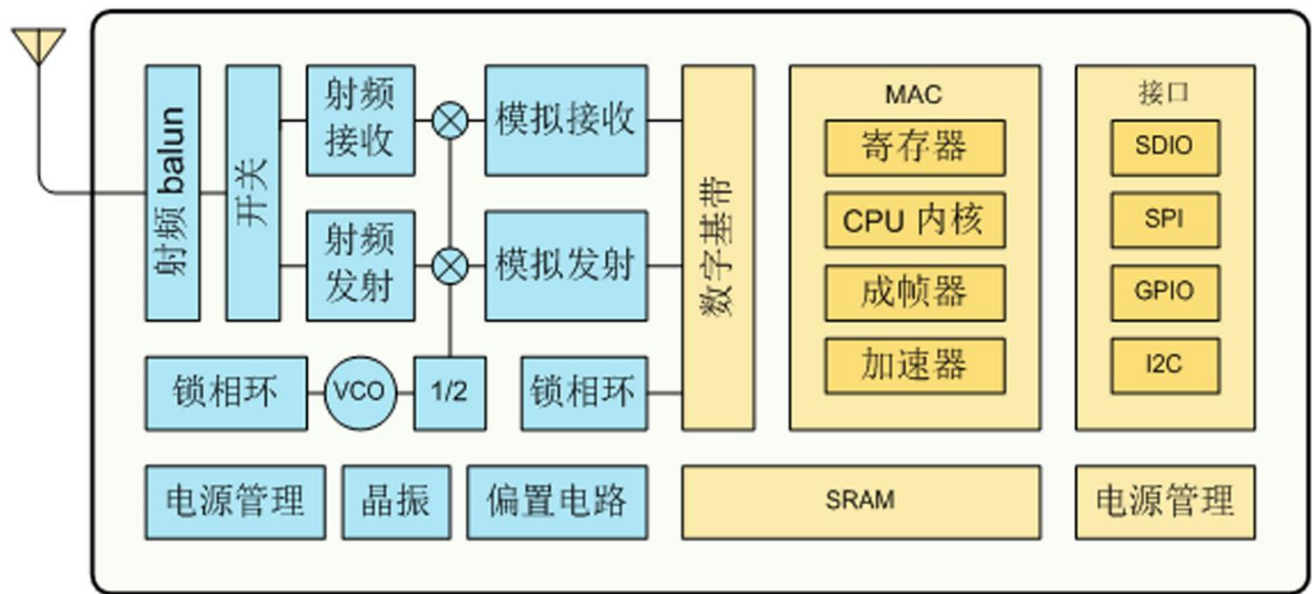 射频 balun
开关
射频
接收
模拟接收
射频
发射
模拟发射
锁相环
VCO
1/2
锁相环
数字基带
MAC
寄存器
CPU 内核
成帧器
加速器
接口
SDIO
SPI
GPIO
I2C
电源管理
晶振
偏置电路
SRAM
电源管理